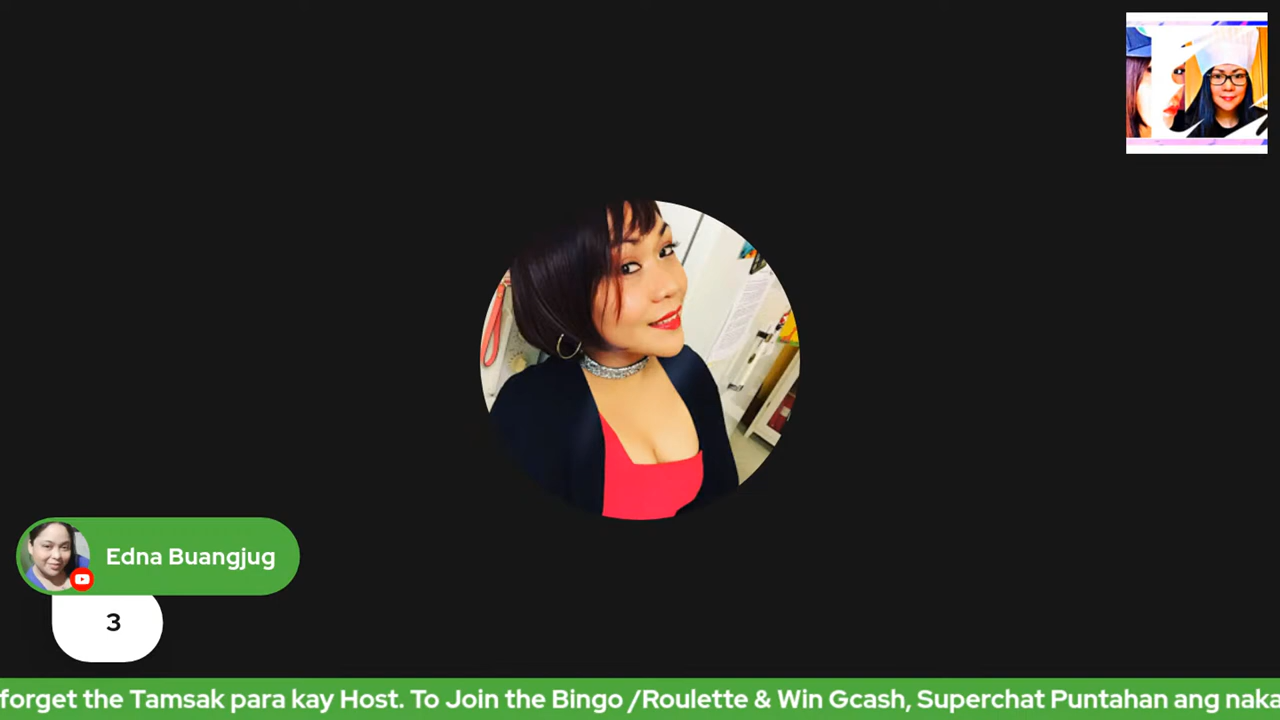 Edna Buangjug
3
forget the Tamsak para kay Host. To Join the Bingo /Roulette & Win Gcash, Superchat Puntahan ang naka